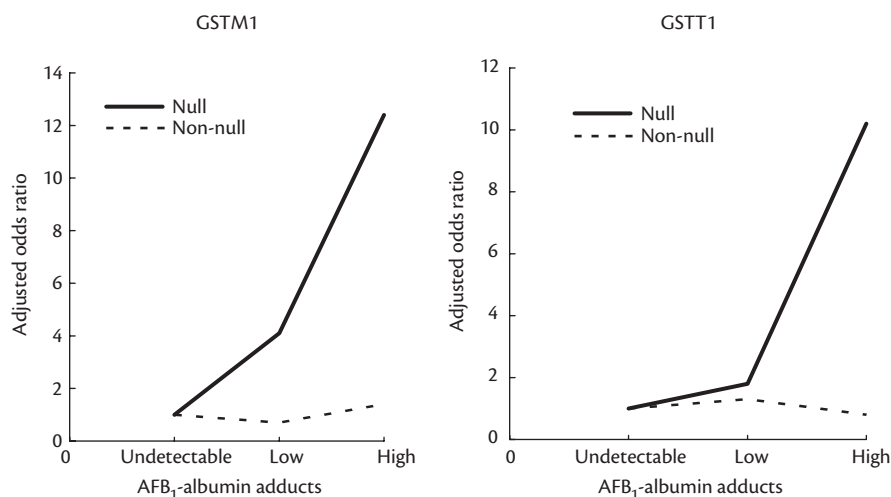 GSTM1
14
12
10
8
6
4
2
0
Adjusted odds ratio
Null
Non-null
0 Undetectable Low High
AFB₁-albumin adducts
GSTT1
12
10
8
6
4
2
0
Adjusted odds ratio
Null
Non-null
0 Undetectable Low High
AFB₁-albumin adducts